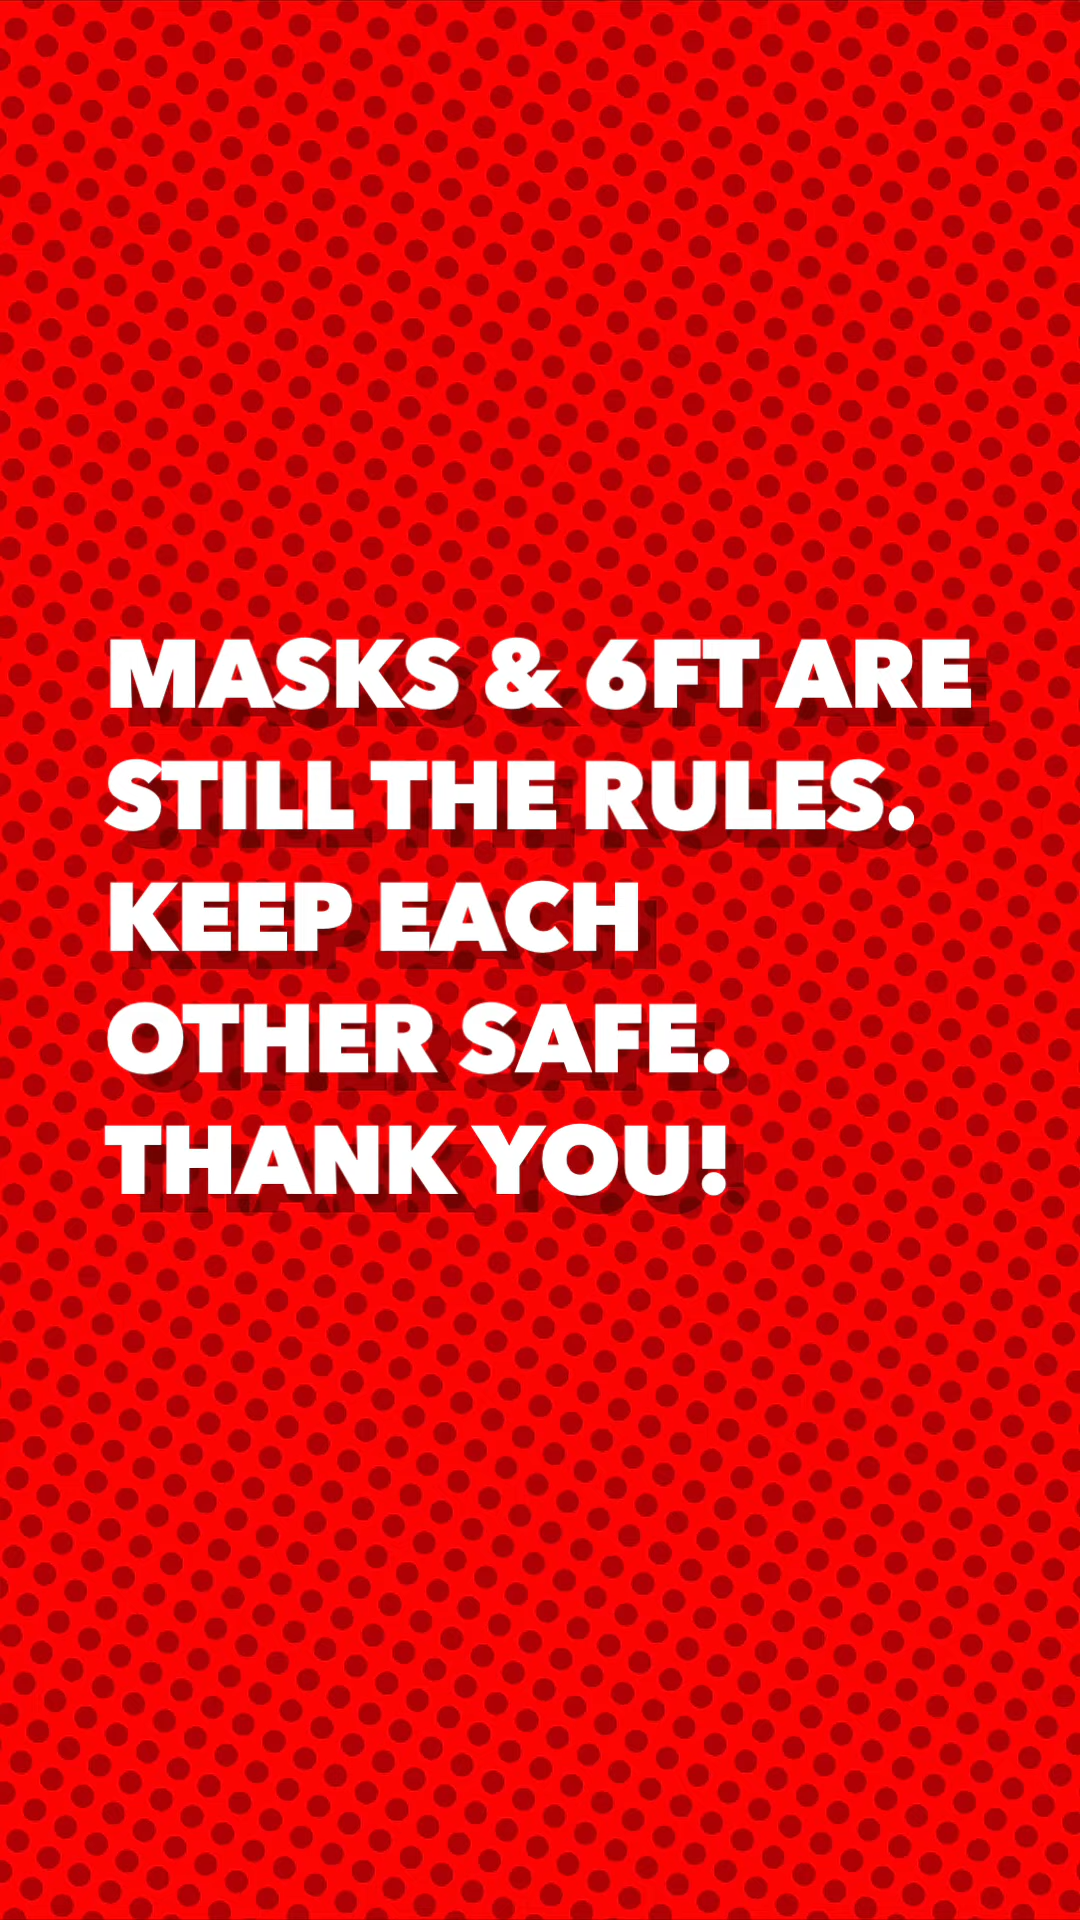 MASKS & 6FT ARE
STILL THE RULES.
KEEP EACH
OTHER SAFE.
THANK YOU!